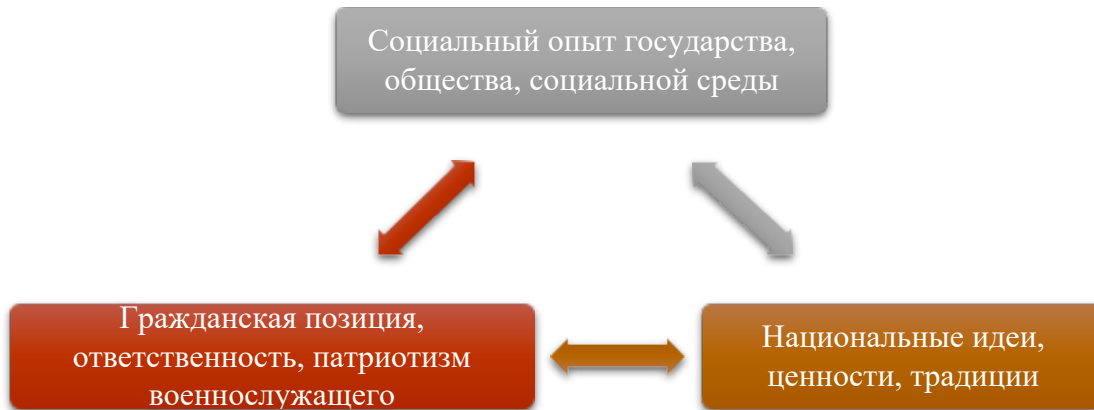 Социальный опыт государства,
общества, социальной среды
Гражданская позиция,
ответственность, патриотизм
военнослужащего
Национальные идеи,
ценности, традиции